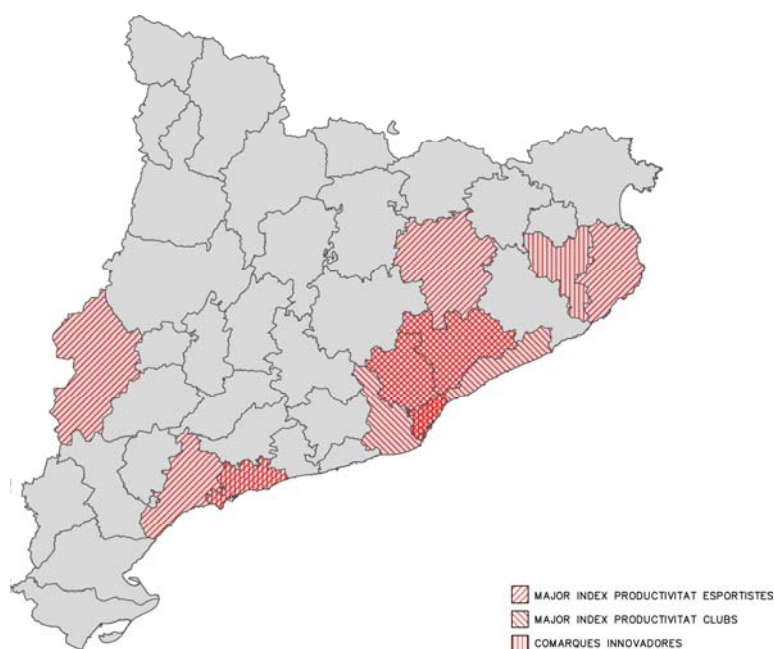 MAJOR INDEX PRODUCTIVITAT ESPORTISTES
MAJOR INDEX PRODUCTIVITAT CLUBS
COMARQUES INNOVADORES